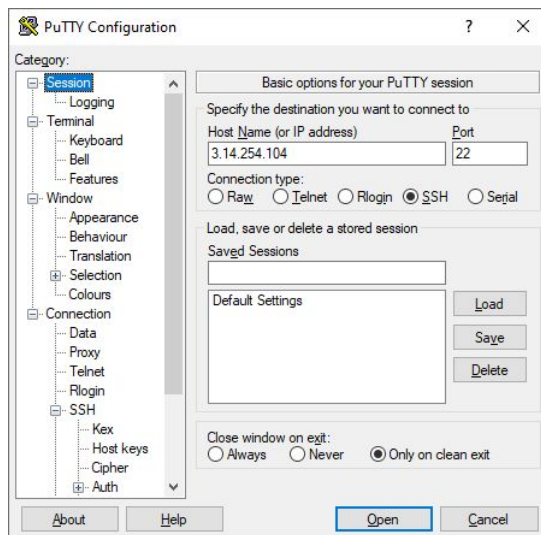 PuTTY Configuration
? ×
Category:
Session
Logging
Terminal
Keyboard
Bell
Features
Window
Appearance
Behaviour
Translation
Selection
Colours
Connection
Data
Proxy
Telnet
Rlogin
SSH
Kex
Host keys
Cipher
Auth
Basic options for your PuTTY session
Specify the destination you want to connect to
Host Name (or IP address) Port
3.14.254.104 22
Connection type:
Raw Telnet Rlogin SSH Serial
Load, save or delete a stored session
Saved Sessions
Default Settings
Load
Save
Delete
Close window on exit:
Always Never Only on clean exit
About Help Open Cancel